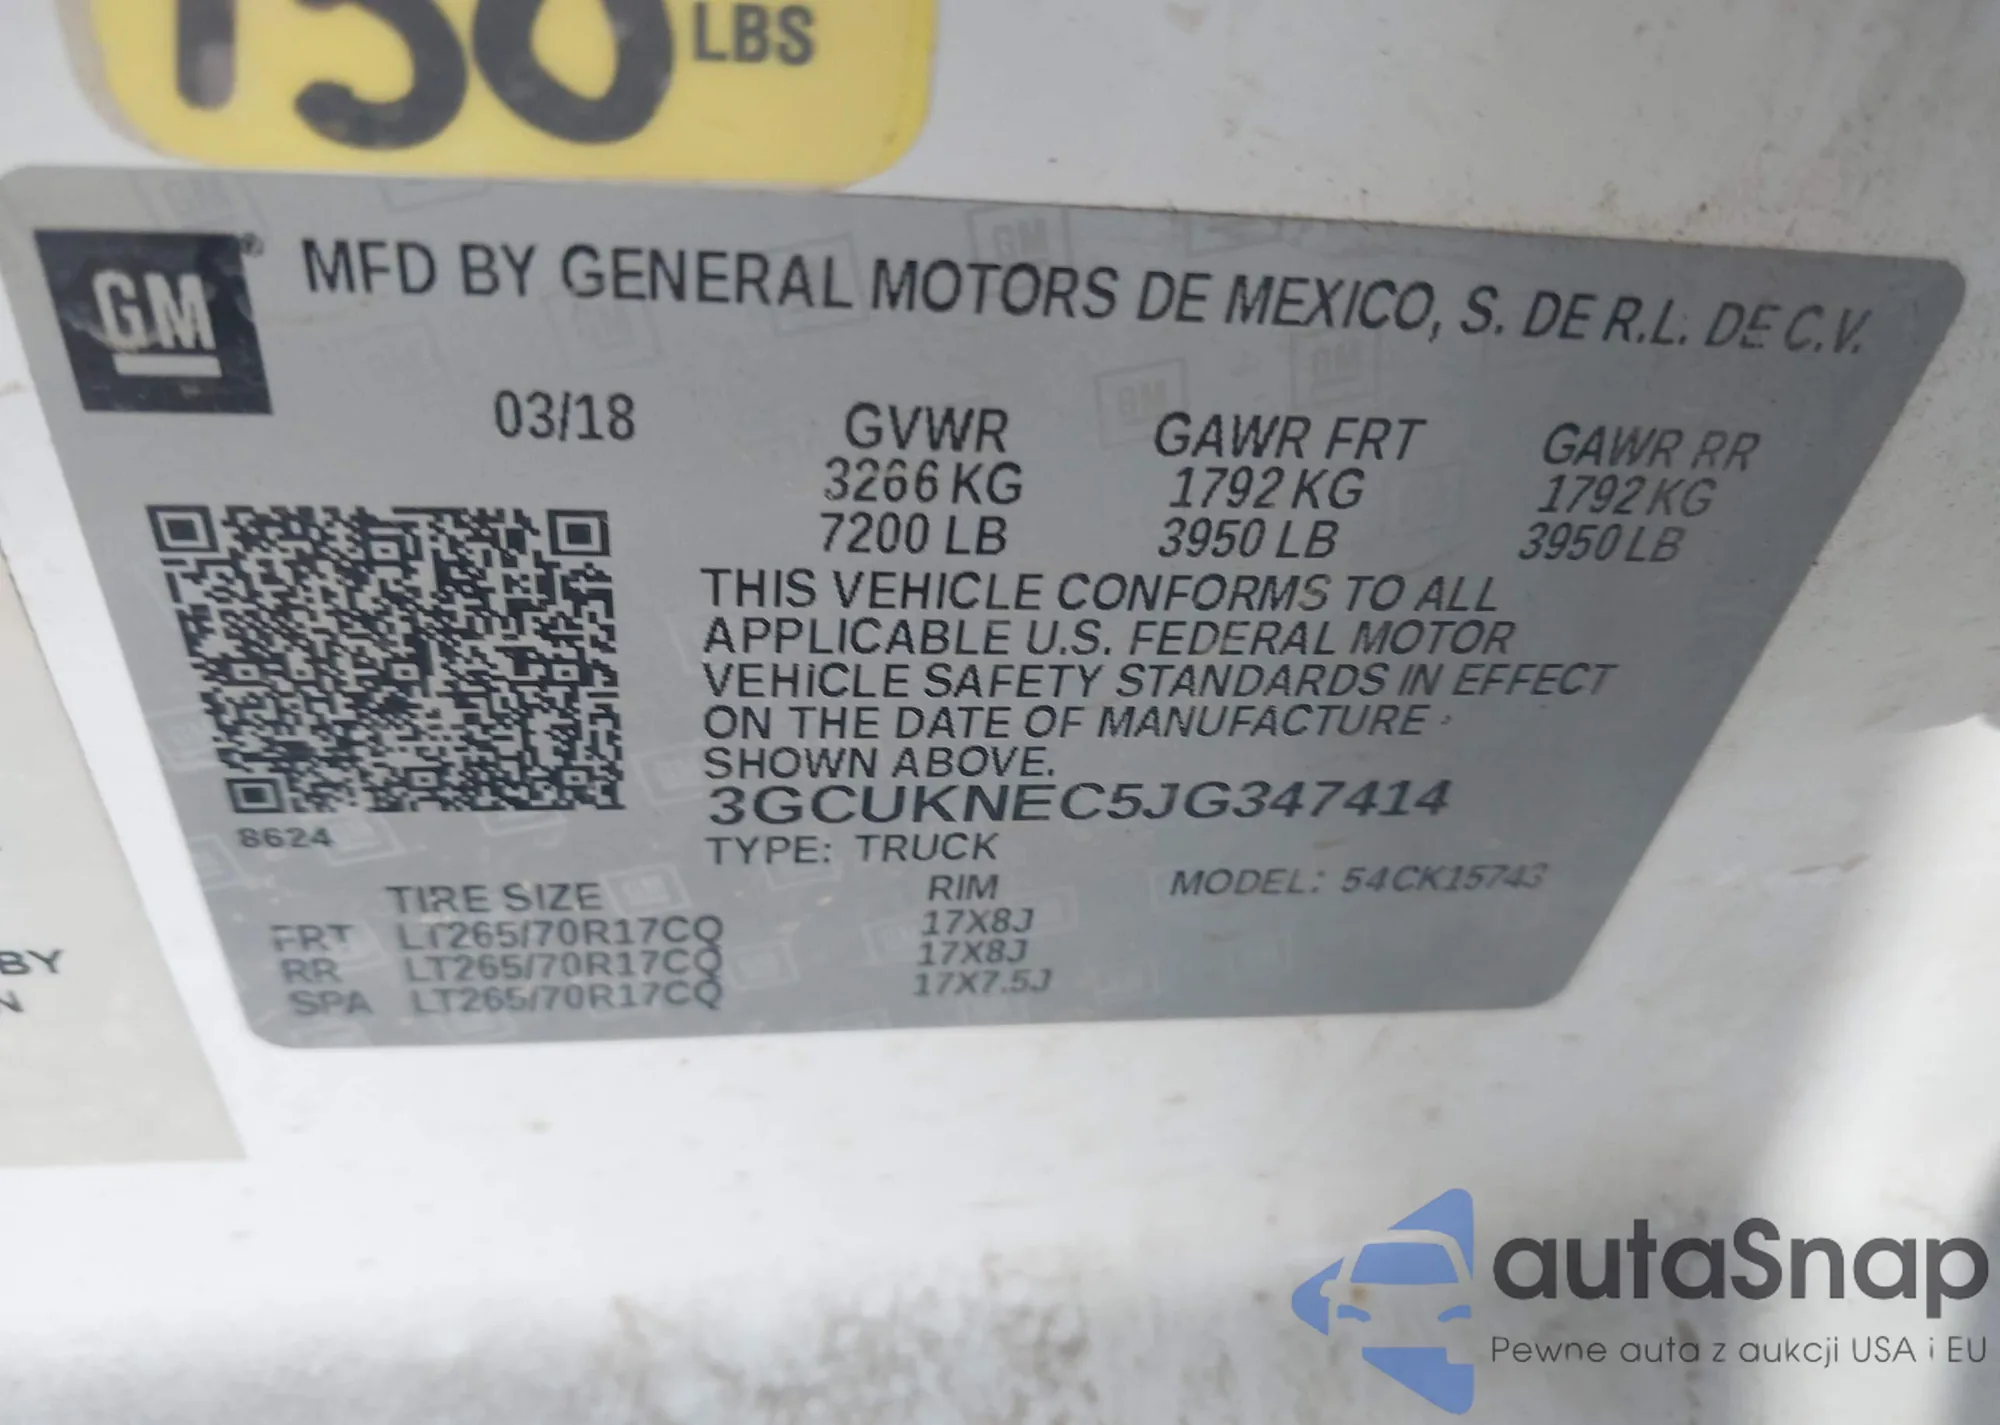 LBS
GM
MFD BY GENERAL MOTORS DE MEXICO, S. DE R.L. DE C.V.
03/18 GVWR GAWR FRT GAWR RR
3266 KG 1792 KG 1792 KG
7200 LB 3950 LB 3950 LB
THIS VEHICLE CONFORMS TO ALL
APPLICABLE U.S. FEDERAL MOTOR
VEHICLE SAFETY STANDARDS IN EFFECT
ON THE DATE OF MANUFACTURE
SHOWN ABOVE.
3GCUKNEC5JG347414
8624
TYPE: TRUCK
TIRE SIZE RIM MODEL: 54CK15743
FRT LT265/70R17CQ 17X8J
RR LT265/70R17CQ 17X8J
SPA LT265/70R17CQ 17X7.5J
BY
N
autaSnap
Pewne auta z aukcji USA i EU